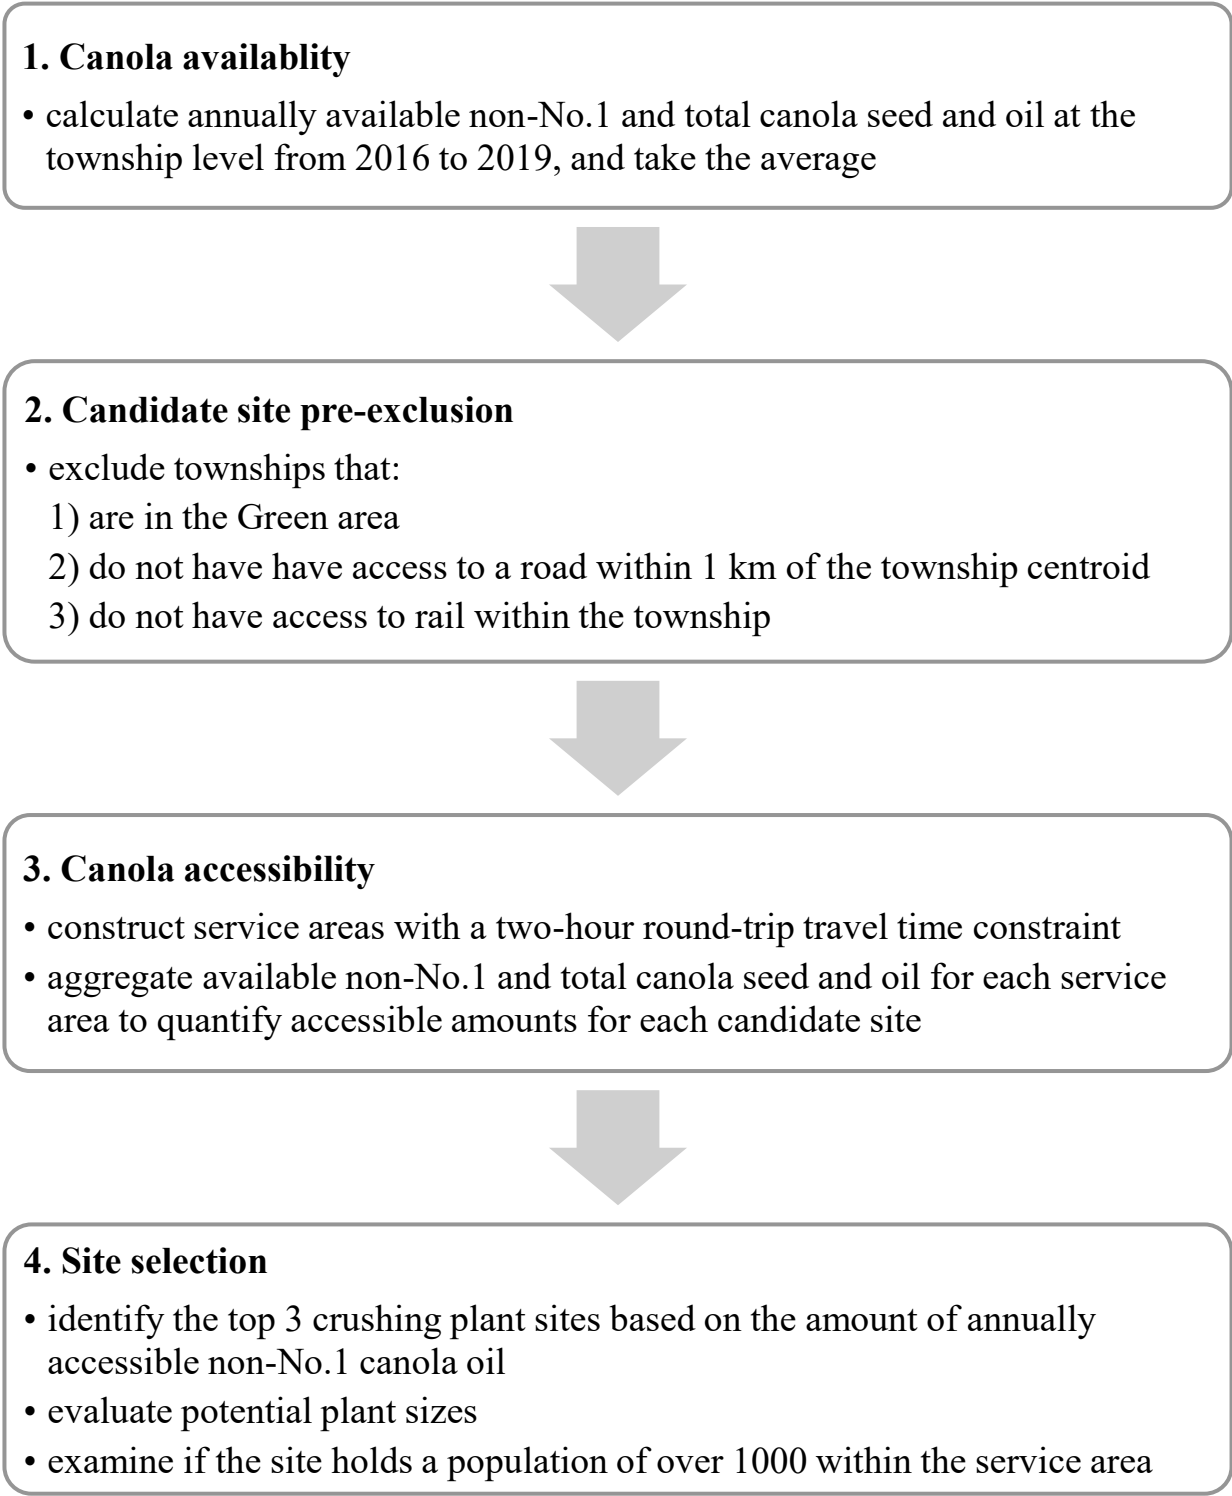 1. Canola availablity
• calculate annually available non-No.1 and total canola seed and oil at the
township level from 2016 to 2019, and take the average
2. Candidate site pre-exclusion
• exclude townships that:
1) are in the Green area
2) do not have have access to a road within 1 km of the township centroid
3) do not have access to rail within the township
3. Canola accessibility
• construct service areas with a two-hour round-trip travel time constraint
• aggregate available non-No.1 and total canola seed and oil for each service
area to quantify accessible amounts for each candidate site
4. Site selection
• identify the top 3 crushing plant sites based on the amount of annually
accessible non-No.1 canola oil
• evaluate potential plant sizes
• examine if the site holds a population of over 1000 within the service area